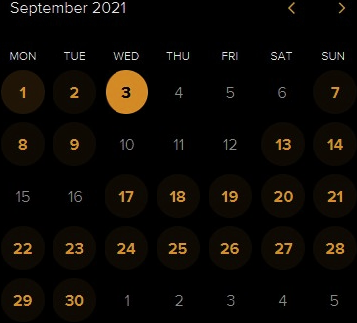 September 2021
MON TUE WED THU FRI SAT SUN
1 2 3 4 5 6 7
8 9 10 11 12 13 14
15 16 17 18 19 20 21
22 23 24 25 26 27 28
29 30 1 2 3 4 5